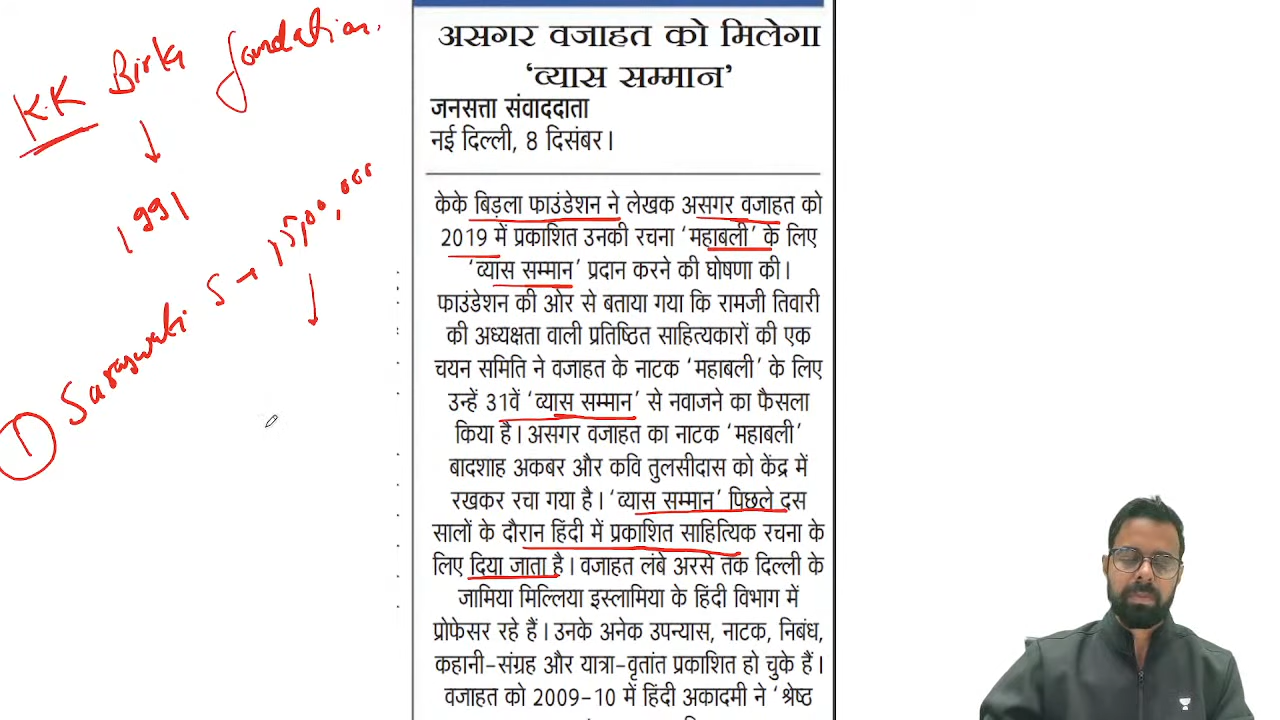 K.K Birla foundation.
1991
① Saraswati S → 15,00,000
असगर वजाहत को मिलेगा
‘व्यास सम्मान’
जनसत्ता संवाददाता
नई दिल्ली, 8 दिसंबर।
केके बिड़ला फाउंडेशन ने लेखक असगर वजाहत को
2019 में प्रकाशित उनकी रचना ‘महाबली’ के लिए
‘व्यास सम्मान’ प्रदान करने की घोषणा की।
फाउंडेशन की ओर से बताया गया कि रामजी तिवारी
की अध्यक्षता वाली प्रतिष्ठित साहित्यकारों की एक
चयन समिति ने वजाहत के नाटक ‘महाबली’ के लिए
उन्हें 31वें ‘व्यास सम्मान’ से नवाजने का फैसला
किया है। असगर वजाहत का नाटक ‘महाबली’
बादशाह अकबर और कवि तुलसीदास को केंद्र में
रखकर रचा गया है। ‘व्यास सम्मान’ पिछले दस
सालों के दौरान हिंदी में प्रकाशित साहित्यिक रचना के
लिए दिया जाता है। वजाहत लंबे अरसे तक दिल्ली के
जामिया मिल्लिया इस्लामिया के हिंदी विभाग में
प्रोफेसर रहे हैं। उनके अनेक उपन्यास, नाटक, निबंध,
कहानी-संग्रह और यात्रा-वृतांत प्रकाशित हो चुके हैं।
वजाहत को 2009-10 में हिंदी अकादमी ने ‘श्रेष्ठ